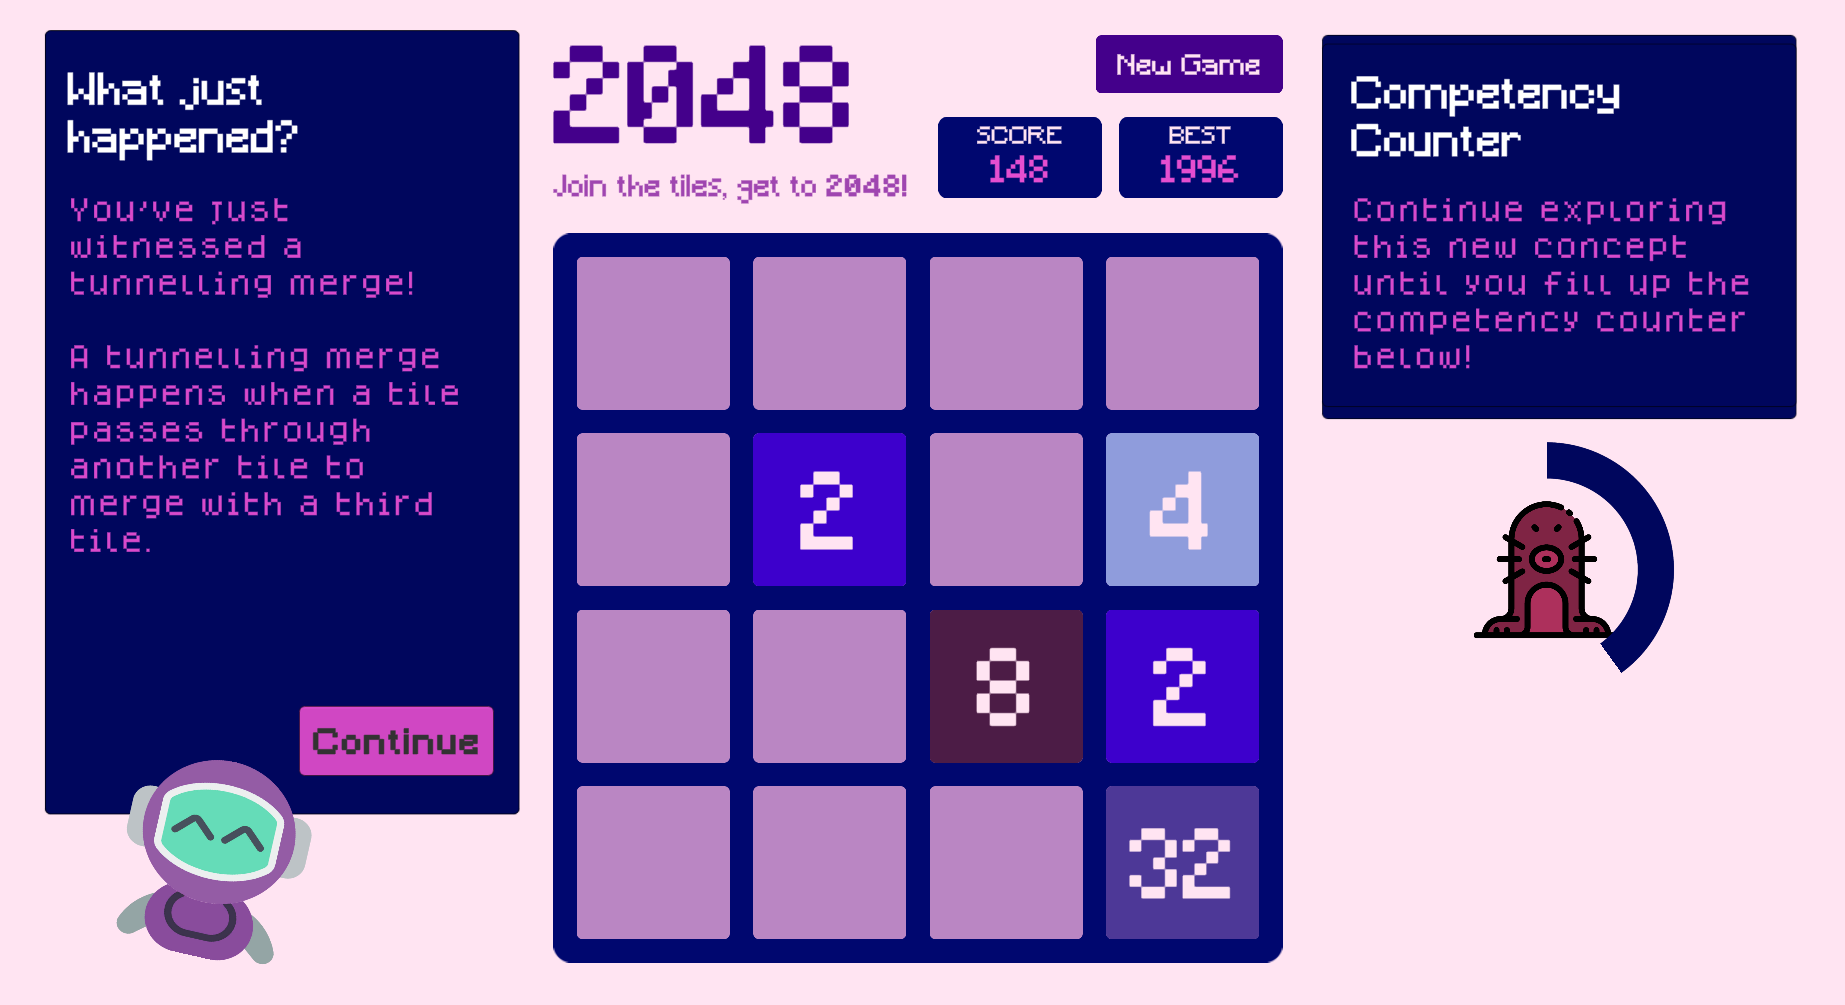 What just
happened?
You've just
witnessed a
tunnelling merge!
A tunnelling merge
happens when a tile
passes through
another tile to
merge with a third
tile.
Continue
2048
Join the tiles, get to 2048!
New Game
SCORE
148
BEST
1996
2
4
8
2
32
Competency
Counter
Continue exploring
this new concept
until you fill up the
competency counter
below!